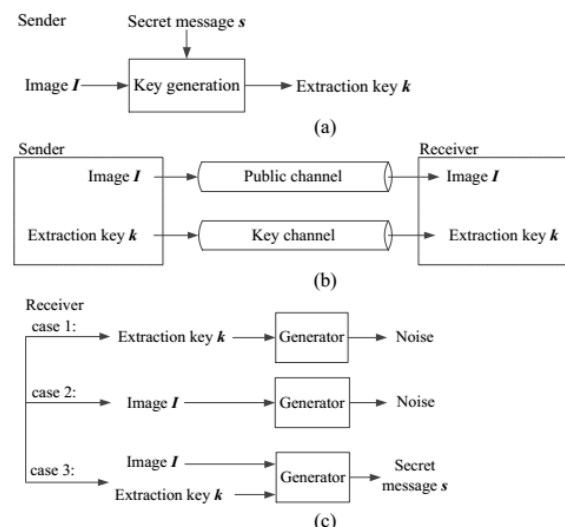 Sender
Secret message s
Image I
Key generation
Extraction key k
(a)
Sender
Receiver
Image I
Public channel
Image I
Extraction key k
Key channel
Extraction key k
(b)
Receiver
case 1:
Extraction key k
Generator
Noise
case 2:
Image I
Generator
Noise
case 3:
Image I
Extraction key k
Generator
Secret
message s
(c)